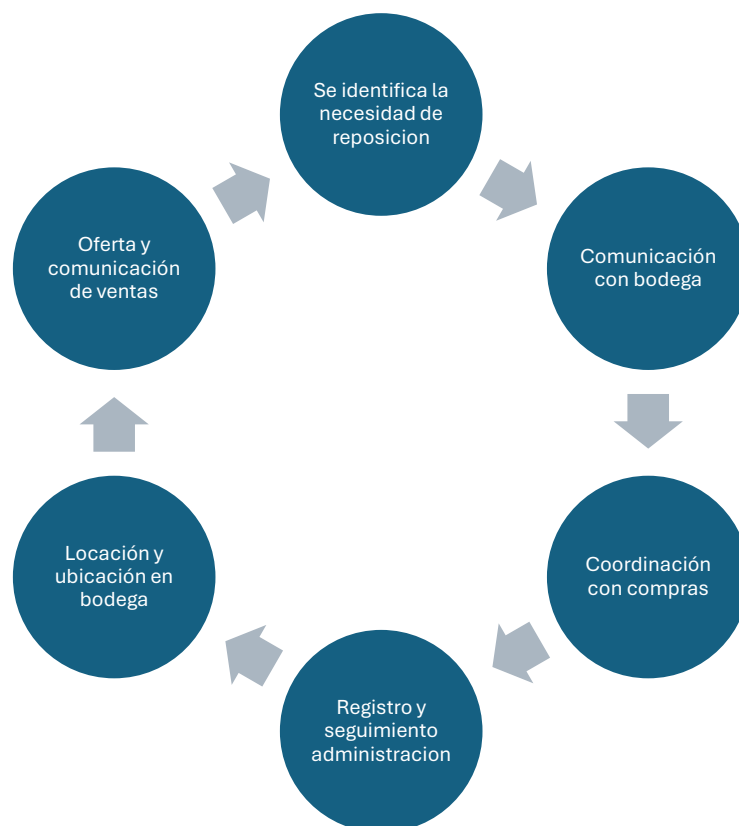 Se identifica la
necesidad de
reposicion
Comunicación
con bodega
Coordinación
con compras
Registro y
seguimiento
administracion
Locación y
ubicación en
bodega
Oferta y
comunicación
de ventas